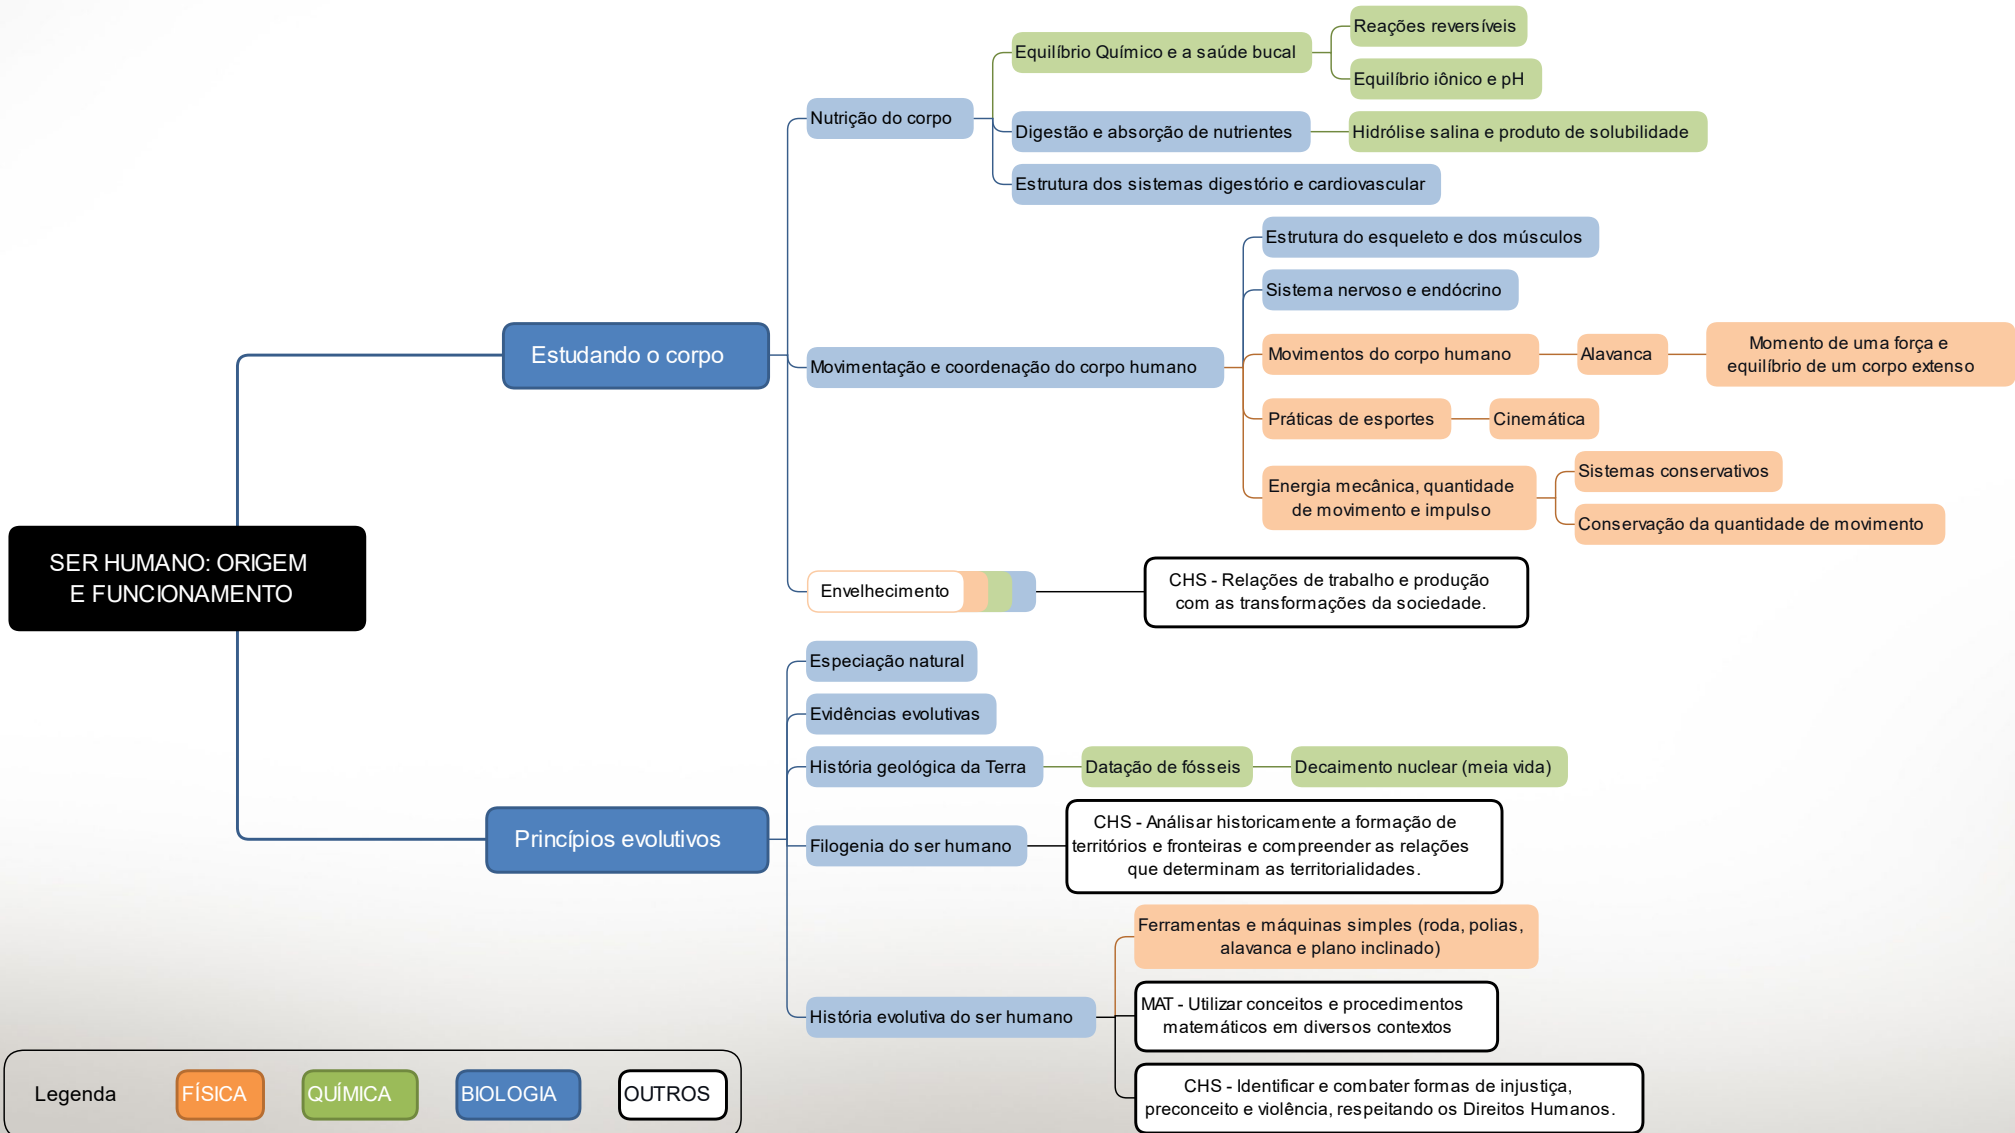 SER HUMANO: ORIGEM
E FUNCIONAMENTO
Estudando o corpo
Nutrição do corpo
Equilíbrio Químico e a saúde bucal
Reações reversíveis
Equilíbrio iônico e pH
Digestão e absorção de nutrientes
Hidrólise salina e produto de solubilidade
Estrutura dos sistemas digestório e cardiovascular
Movimentação e coordenação do corpo humano
Estrutura do esqueleto e dos músculos
Sistema nervoso e endócrino
Movimentos do corpo humano
Alavanca
Momento de uma força e
equilíbrio de um corpo extenso
Práticas de esportes
Cinemática
Energia mecânica, quantidade
de movimento e impulso
Sistemas conservativos
Conservação da quantidade de movimento
Envelhecimento
CHS - Relações de trabalho e produção
com as transformações da sociedade.
Princípios evolutivos
Especiação natural
Evidências evolutivas
História geológica da Terra
Datação de fósseis
Decaimento nuclear (meia vida)
Filogenia do ser humano
CHS - Análisar historicamente a formação de
territórios e fronteiras e compreender as relações
que determinam as territorialidades.
História evolutiva do ser humano
Ferramentas e máquinas simples (roda, polias,
alavanca e plano inclinado)
MAT - Utilizar conceitos e procedimentos
matemáticos em diversos contextos
CHS - Identificar e combater formas de injustiça,
preconceito e violência, respeitando os Direitos Humanos.
Legenda
FÍSICA
QUÍMICA
BIOLOGIA
OUTROS